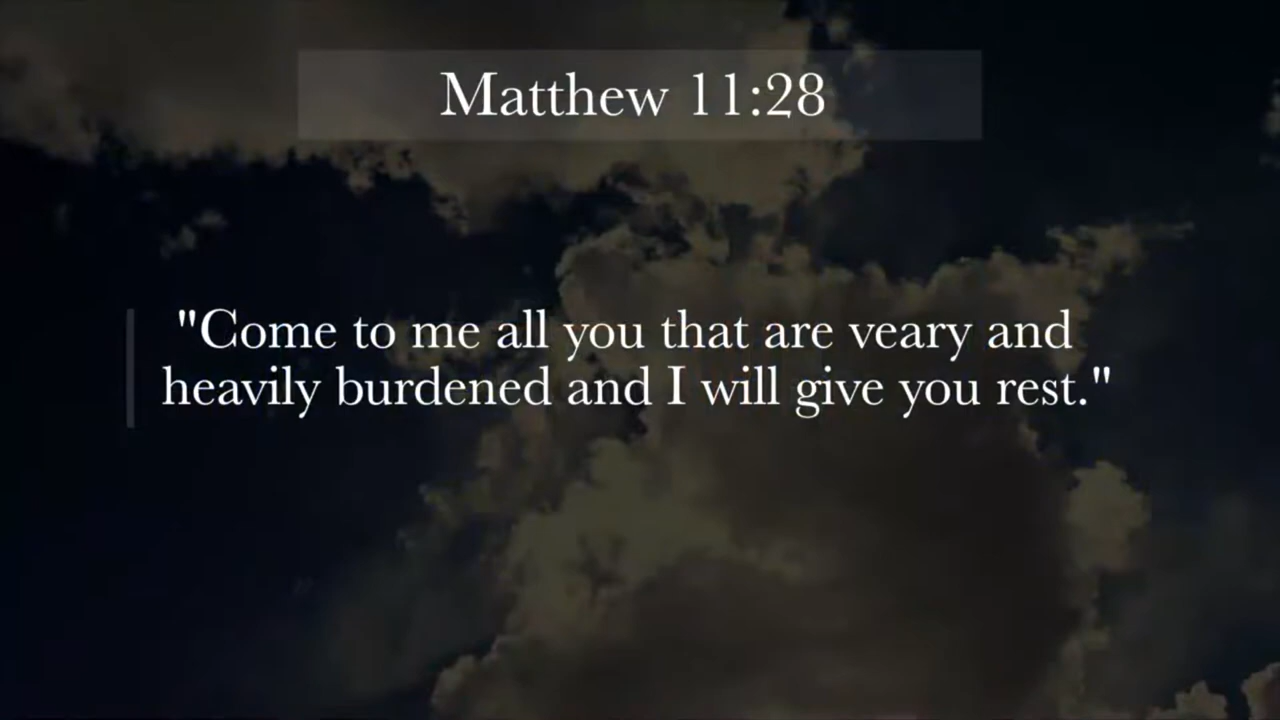 Matthew 11:28
"Come to me all you that are veary and
heavily burdened and I will give you rest."